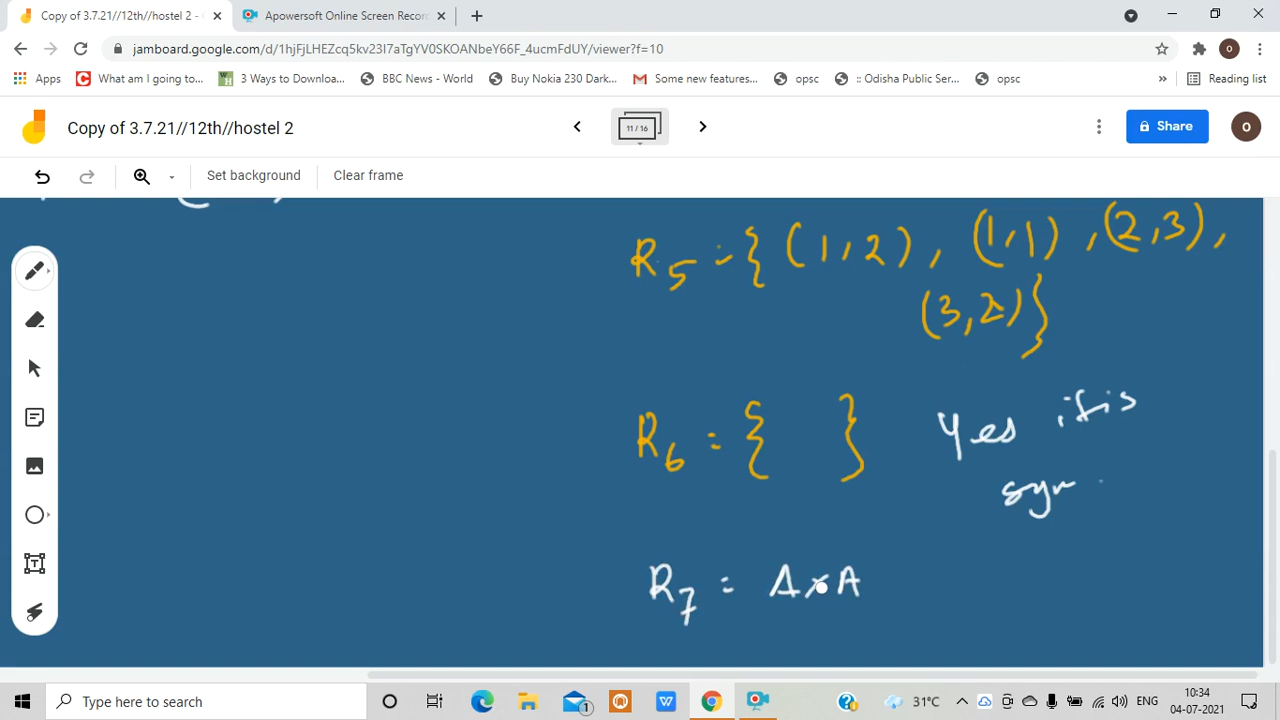 Copy of 3.7.21//12th//hostel 2 -
Apowersoft Online Screen Record
jamboard.google.com/d/1hjFjLHEZcq5kv23I7aTgYV0SKOANbeY66F_4ucmFdUY/viewer?f=10
Apps
What am I going to...
3 Ways to Downloa...
BBC News - World
Buy Nokia 230 Dark...
Some new features...
opsc
:: Odisha Public Ser...
opsc
»
Reading list
Copy of 3.7.21//12th//hostel 2
11 / 16
Share
O
Set background
Clear frame
R5 = { (1,2), (1,1), (2,3),
(3,2)}
R6 = { } Yes it is
sym
R7 = A×A
Type here to search
1
31°C
10:34
04-07-2021